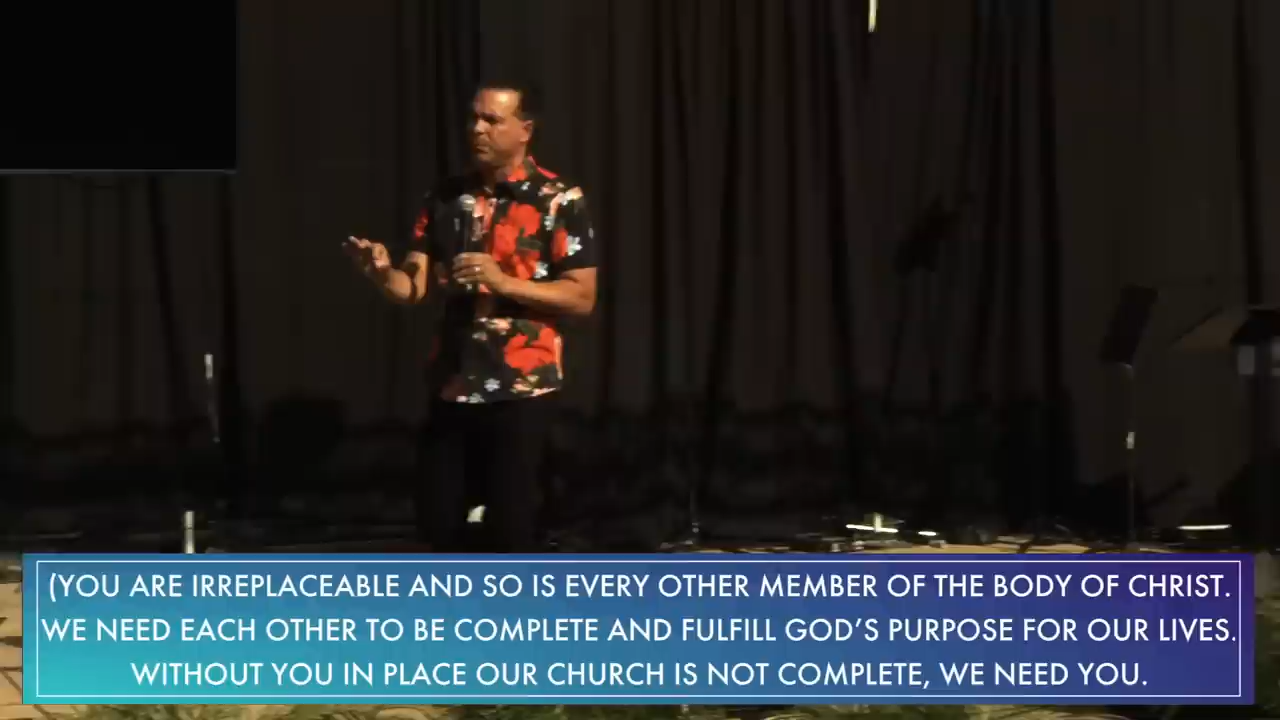 (YOU ARE IRREPLACEABLE AND SO IS EVERY OTHER MEMBER OF THE BODY OF CHRIST.
WE NEED EACH OTHER TO BE COMPLETE AND FULFILL GOD'S PURPOSE FOR OUR LIVES.
WITHOUT YOU IN PLACE OUR CHURCH IS NOT COMPLETE, WE NEED YOU.